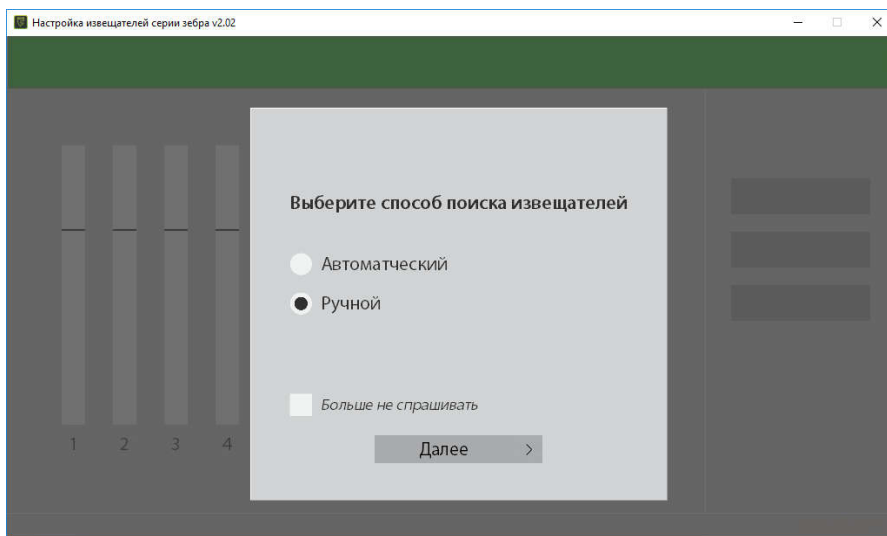 Настройка извещателей серии зебра v2.02
Выберите способ поиска извещателей
Автоматческий
Ручной
Больше не спрашивать
Далее
1 2 3 4